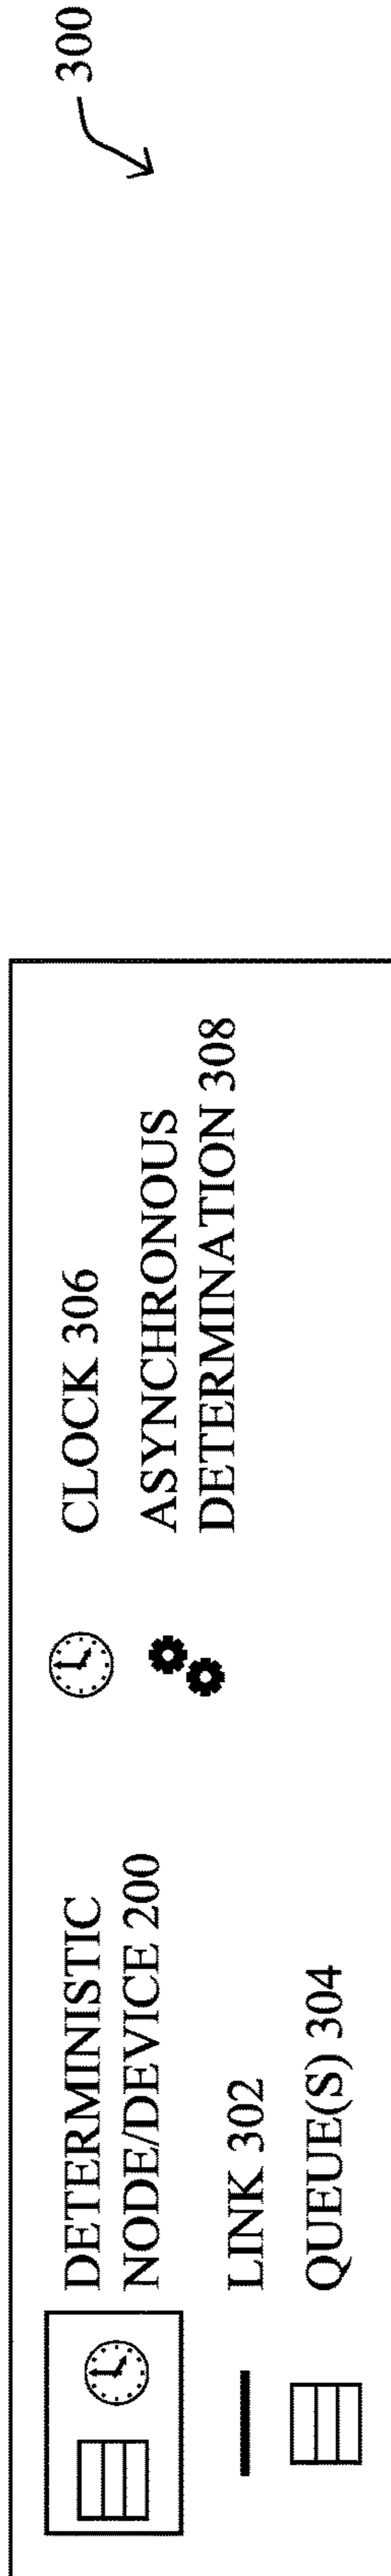 300
DETERMINISTIC
NODE/DEVICE 200
LINK 302
QUEUE(S) 304
CLOCK 306
ASYNCHRONOUS
DETERMINATION 308